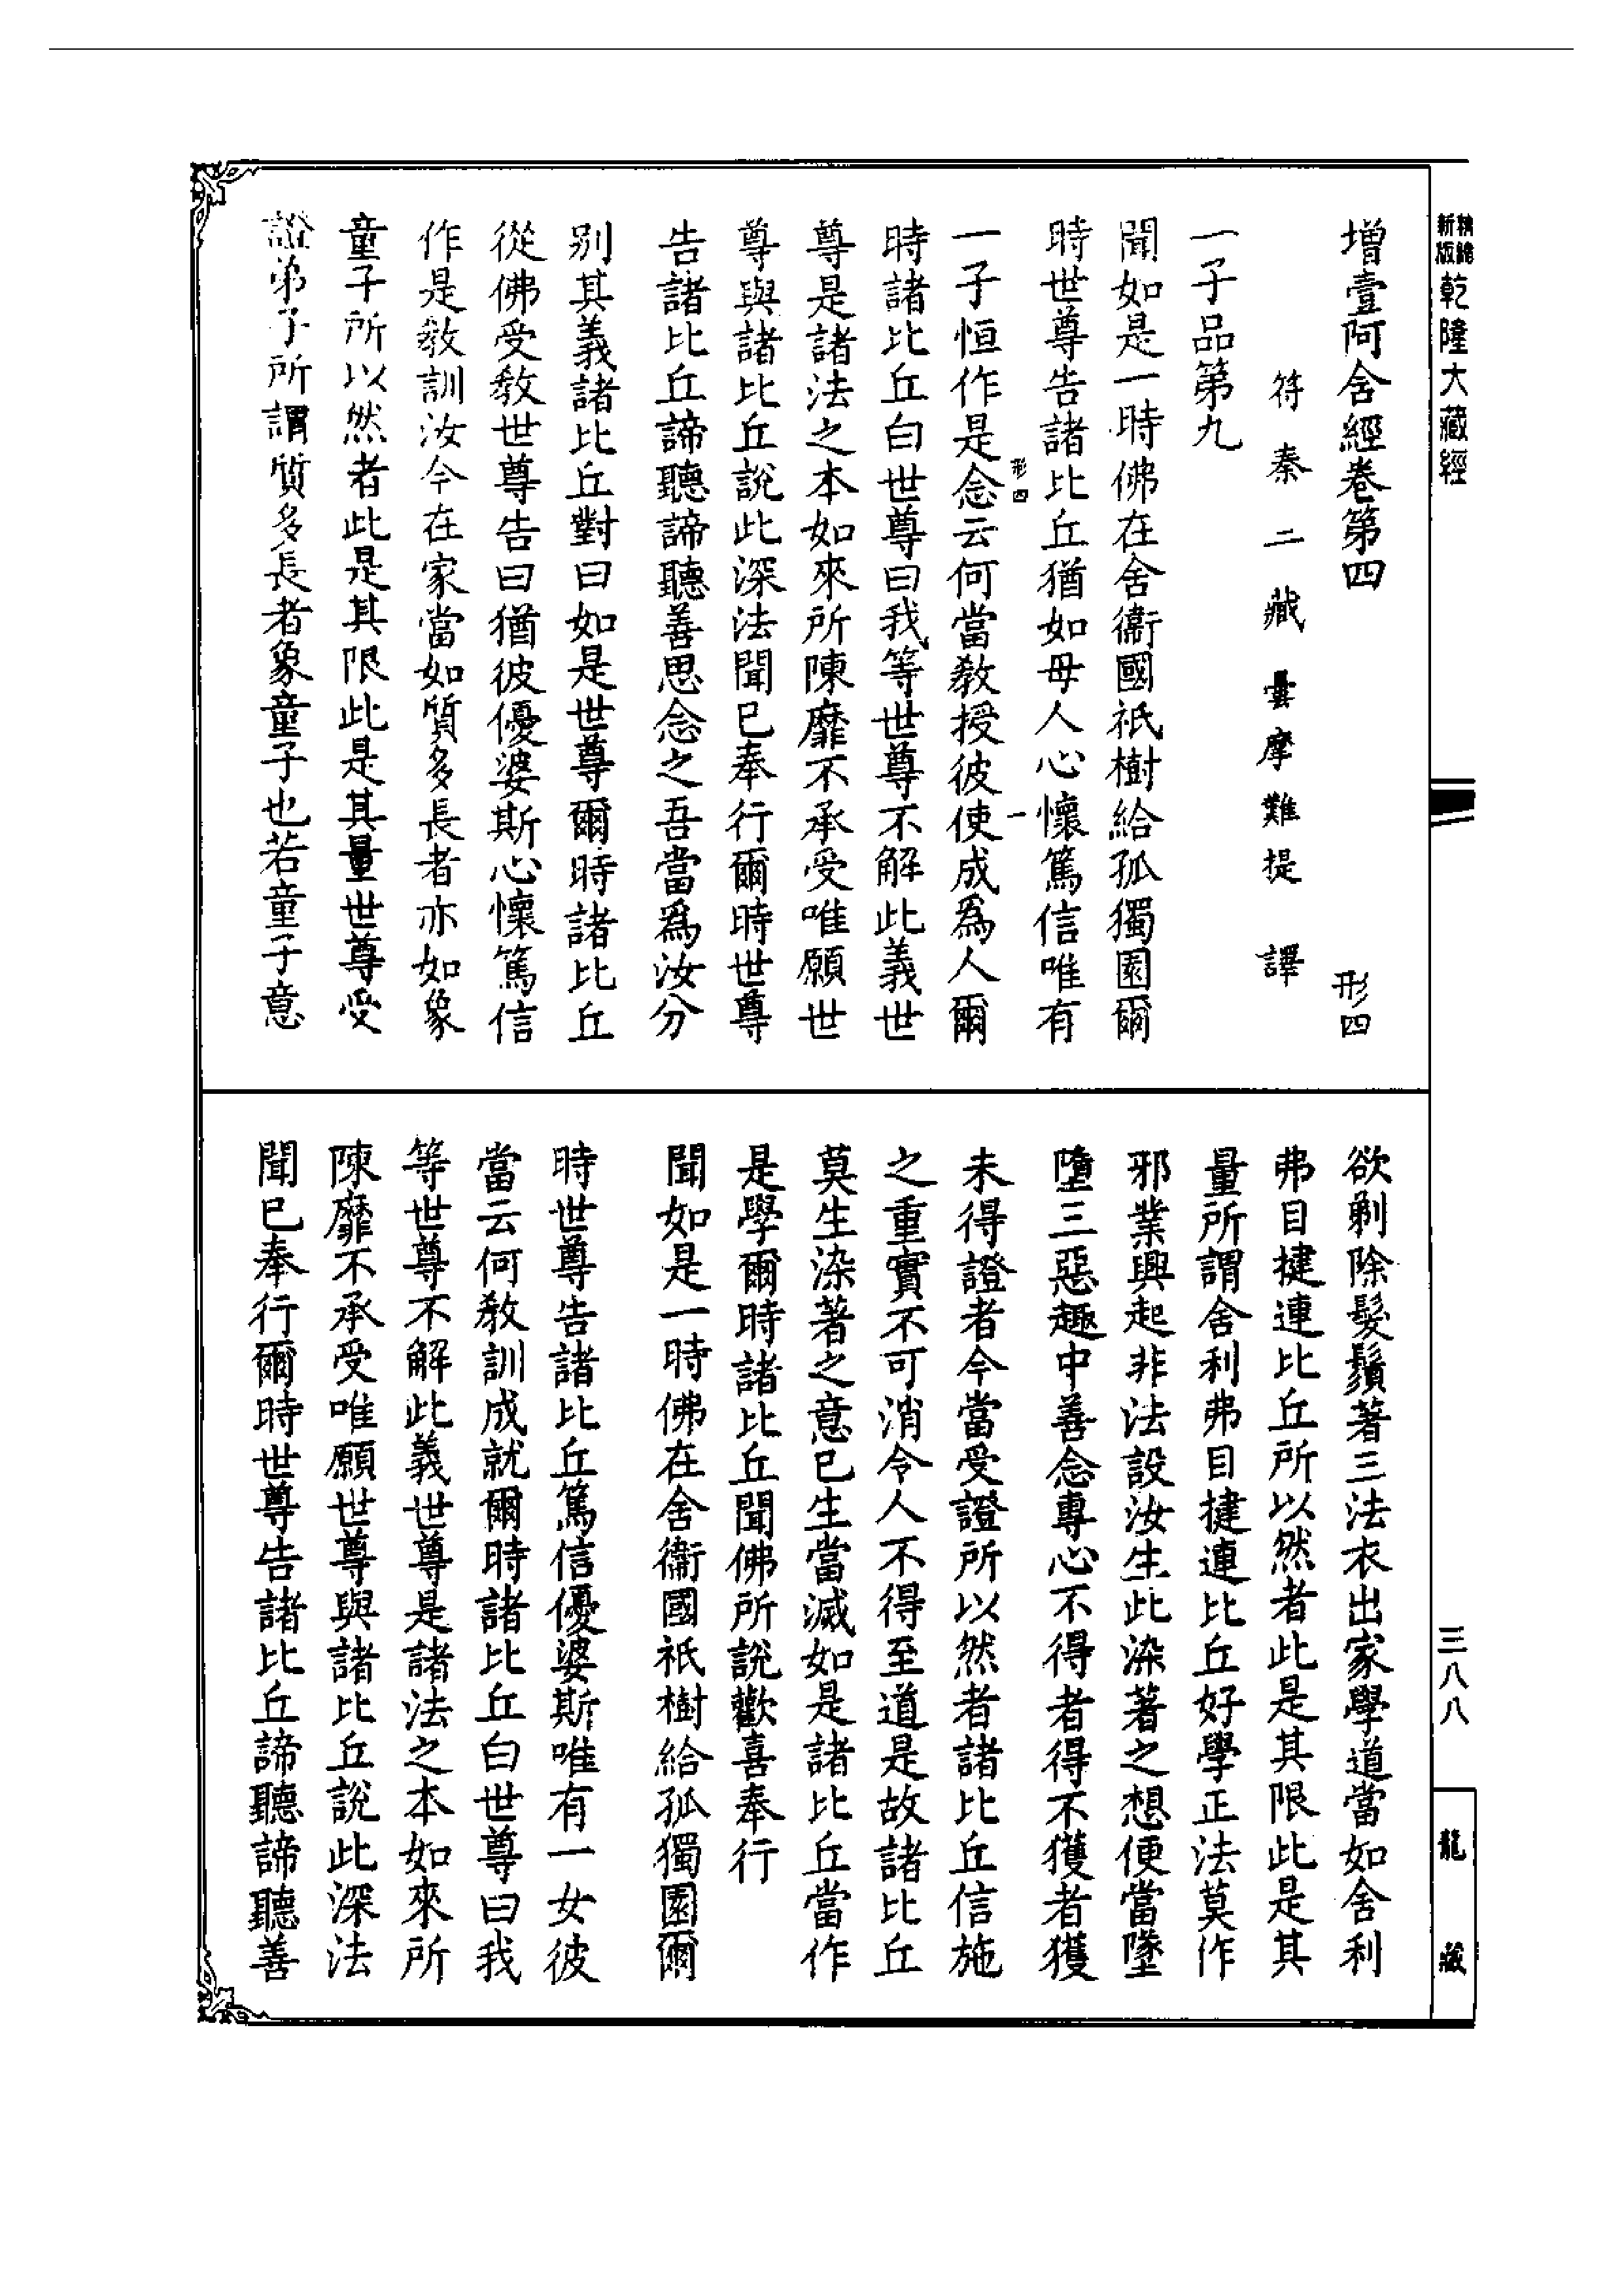 新版
精縮
乾隆大藏經
三八八
龍藏
增壹阿含經卷第四
形四
符秦二藏曇摩難提譯
一子品第九
聞如是一時佛在舍衞國祇樹給孤獨園爾
時世尊告諸比丘猶如母人心懷篤信唯有
形四
一
一子恒作是念云何當敎授彼使成爲人爾
時諸比丘白世尊曰我等世尊不解此義世
尊是諸法之本如來所陳靡不承受唯願世
尊與諸比丘說此深法聞已奉行爾時世尊
告諸比丘諦聽諦聽善思念之吾當爲汝分
别其義諸比丘對曰如是世尊爾時諸比丘
從佛受敎世尊告曰猶彼優婆斯心懷篤信
作是敎訓汝今在家當如質多長者亦如象
童子所以然者此是其限此是其量世尊受
證弟子所謂質多長者象童子也若童子意
欲剃除髮鬚著三法衣出家學道當如舍利
弗目揵連比丘所以然者此是其限此是其
量所謂舍利弗目揵連比丘好學正法莫作
邪業興起非法設汝生此染著之想便當墜
墮三惡趣中善念專心不得者得不獲者獲
未得證者今當受證所以然者諸比丘信施
之重實不可消令人不得至道是故諸比丘
莫生染著之意已生當滅如是諸比丘當作
是學爾時諸比丘聞佛所說歡喜奉行
聞如是一時佛在舍衞國祇樹給孤獨園爾
時世尊告諸比丘篤信優婆斯唯有一女彼
當云何敎訓成就爾時諸比丘白世尊曰我
等世尊不解此義世尊是諸法之本如來所
陳靡不承受唯願世尊與諸比丘說此深法
聞已奉行爾時世尊告諸比丘諦聽諦聽善